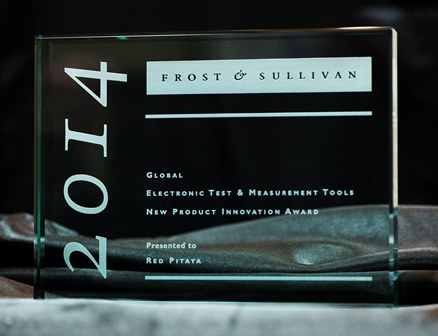 2014
FROST & SULLIVAN
GLOBAL
ELECTRONIC TEST & MEASUREMENT TOOLS
NEW PRODUCT INNOVATION AWARD
Presented to
RED PITAYA